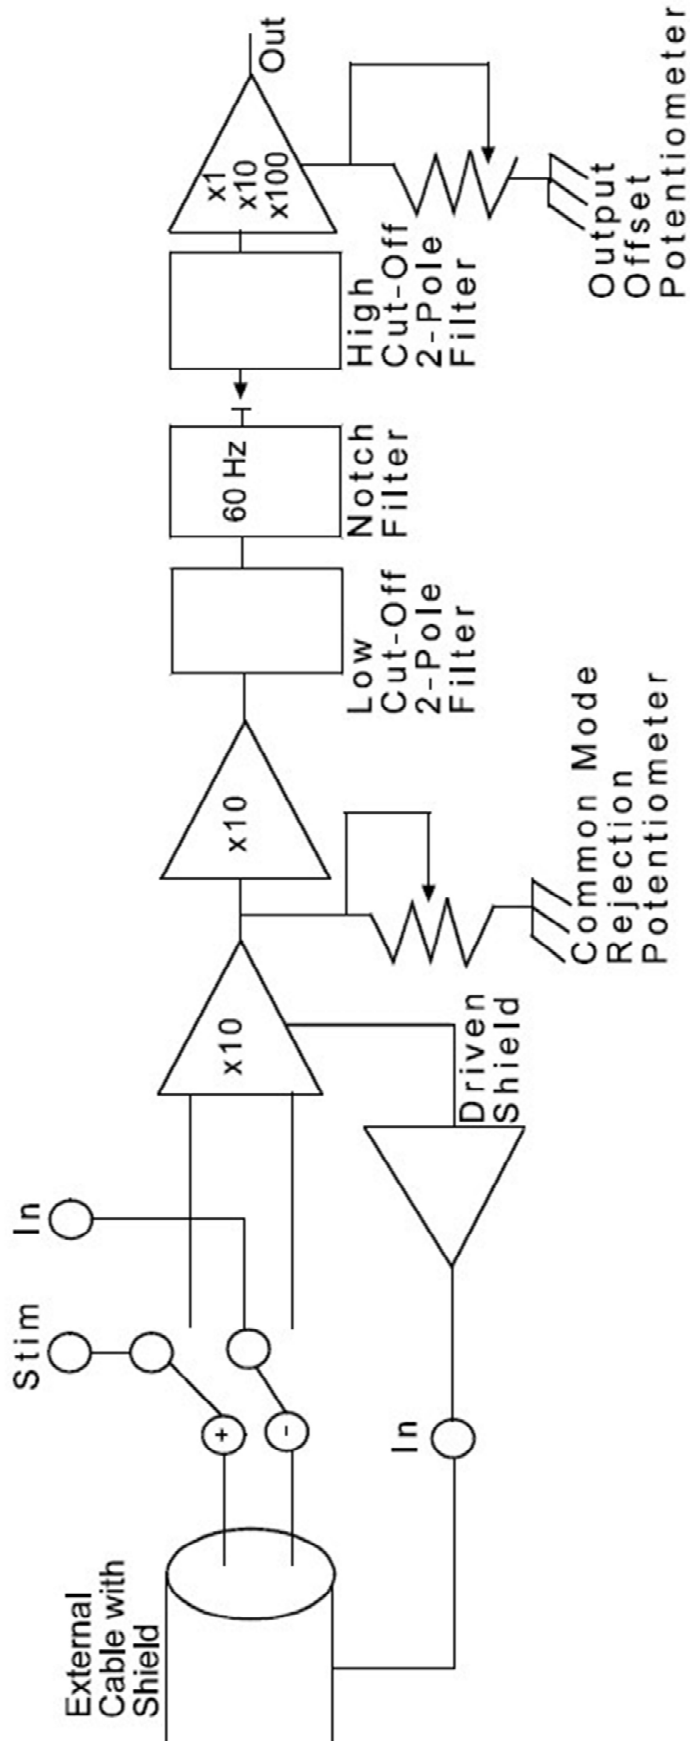 External
Cable with
Shield
Stim
In
+
-
In
x10
Driven
Shield
x10
Common Mode
Rejection
Potentiometer
Low
Cut-Off
2-Pole
Filter
60 Hz
Notch
Filter
High
Cut-Off
2-Pole
Filter
x1
x10
x100
Out
Output
Offset
Potentiometer